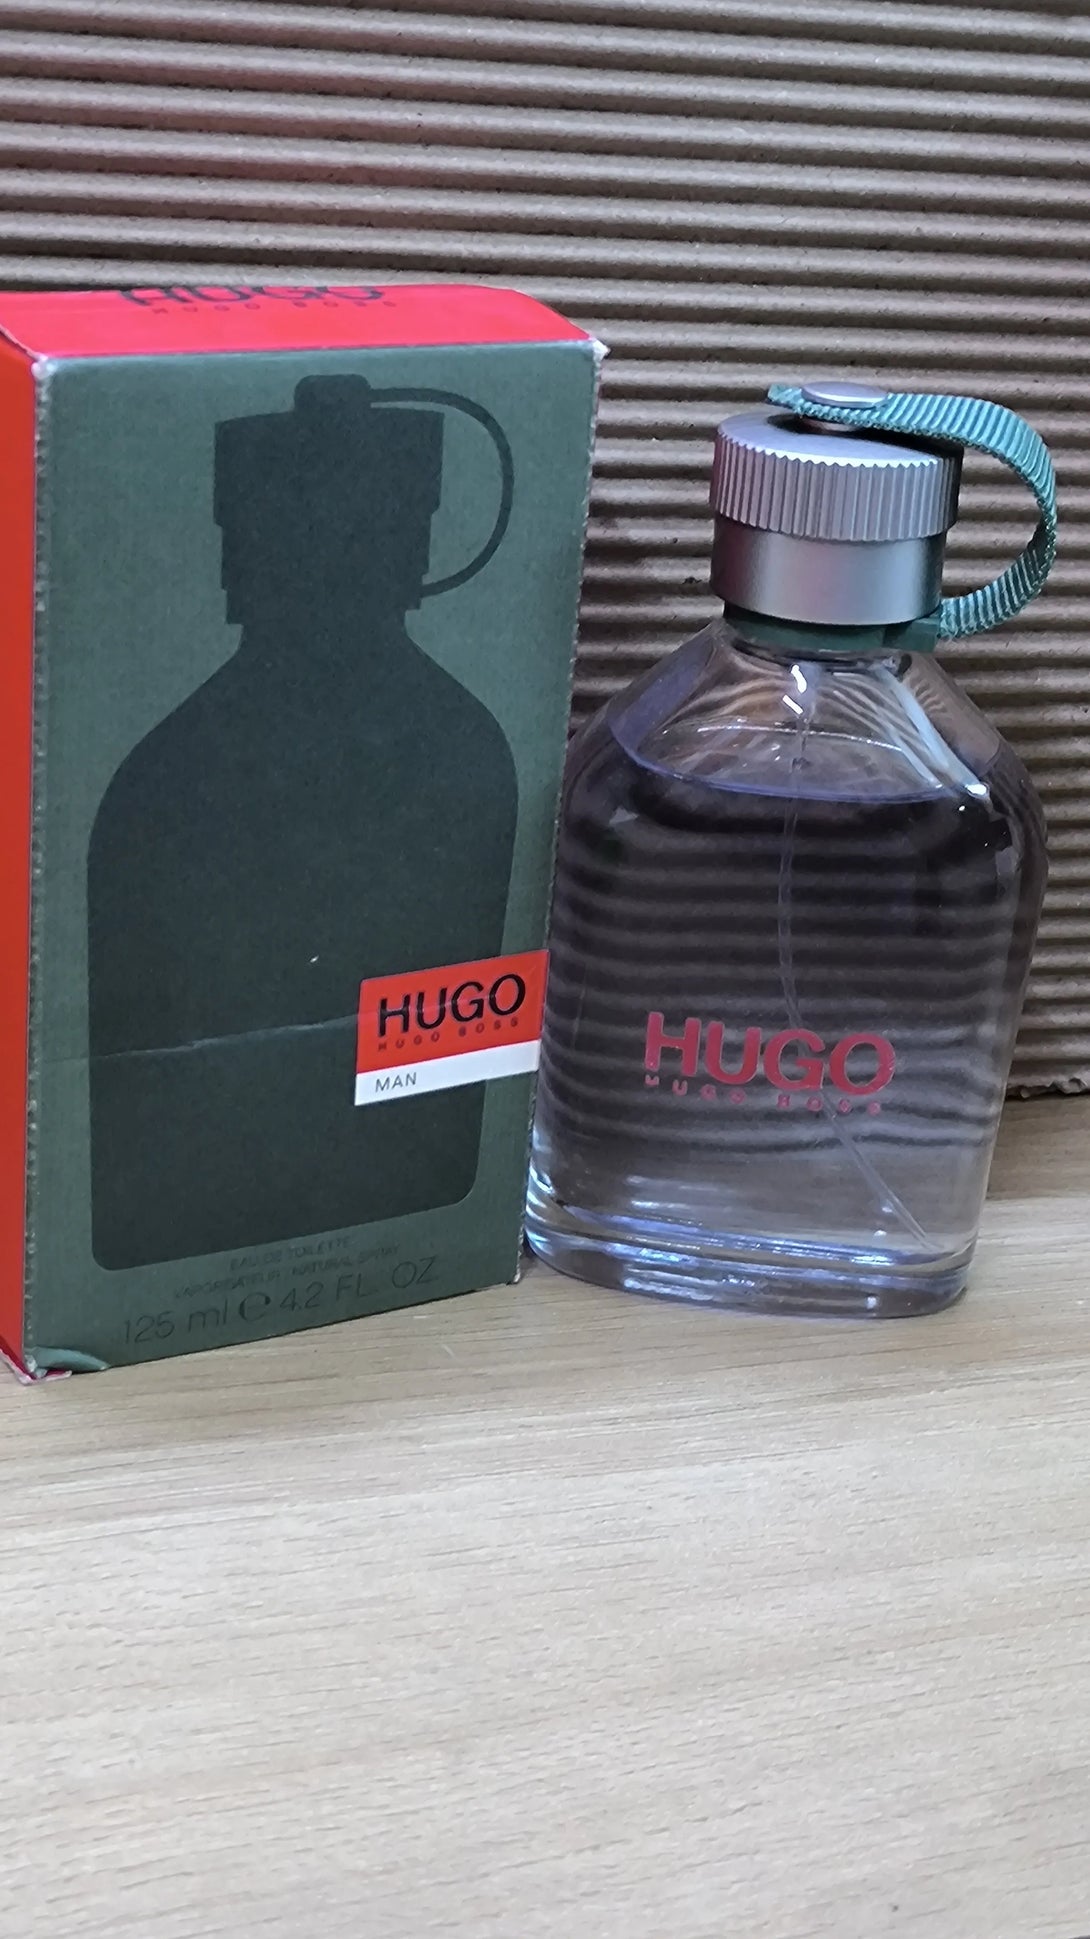 HUGO
HUGO BOSS
HUGO
HUGO BOSS
MAN
EAU DE TOILETTE
VAPORISATEUR NATURAL SPRAY
125 ml e 4.2 FL. OZ
HUGO
HUGO BOSS